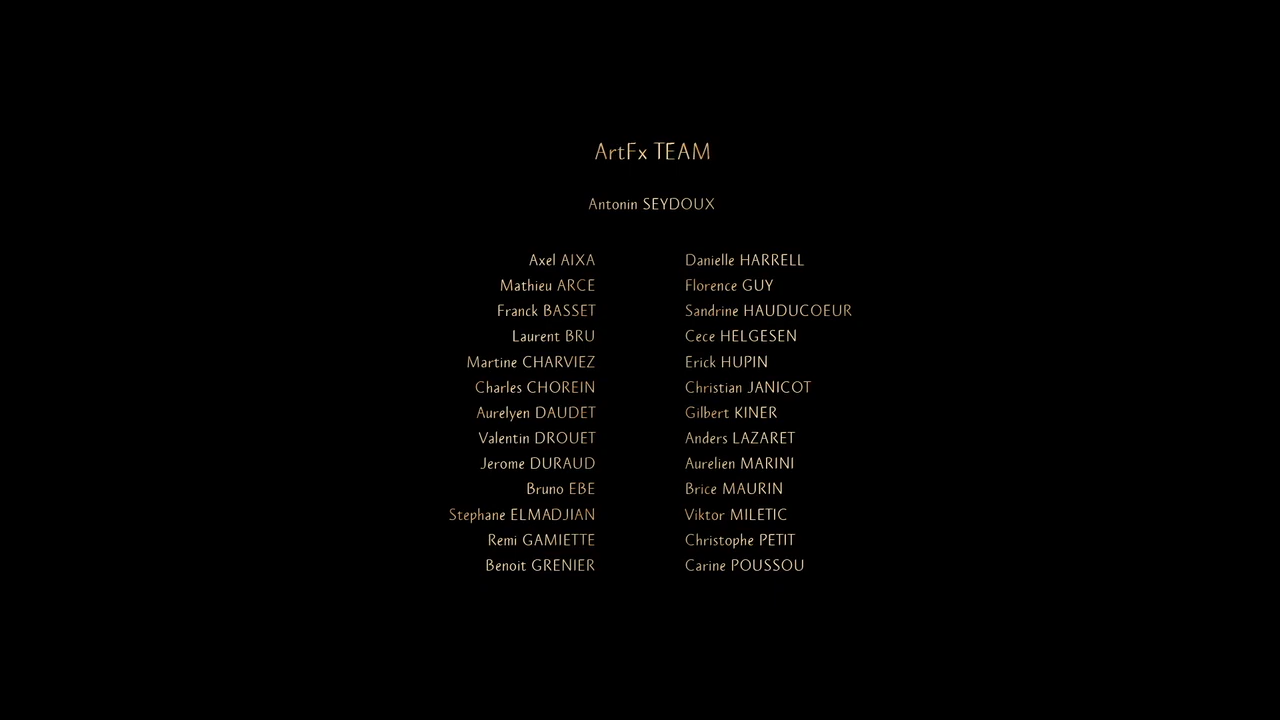 ArtFx TEAM
Antonin SEYDOUX
Axel AIXA
Mathieu ARCE
Franck BASSET
Laurent BRU
Martine CHARVIEZ
Charles CHOREIN
Aurelyen DAUDET
Valentin DROUET
Jerome DURAUD
Bruno EBE
Stephane ELMADJIAN
Remi GAMIETTE
Benoit GRENIER
Danielle HARRELL
Florence GUY
Sandrine HAUDUCOEUR
Cece HELGESEN
Erick HUPIN
Christian JANICOT
Gilbert KINER
Anders LAZARET
Aurelien MARINI
Brice MAURIN
Viktor MILETIC
Christophe PETIT
Carine POUSSOU